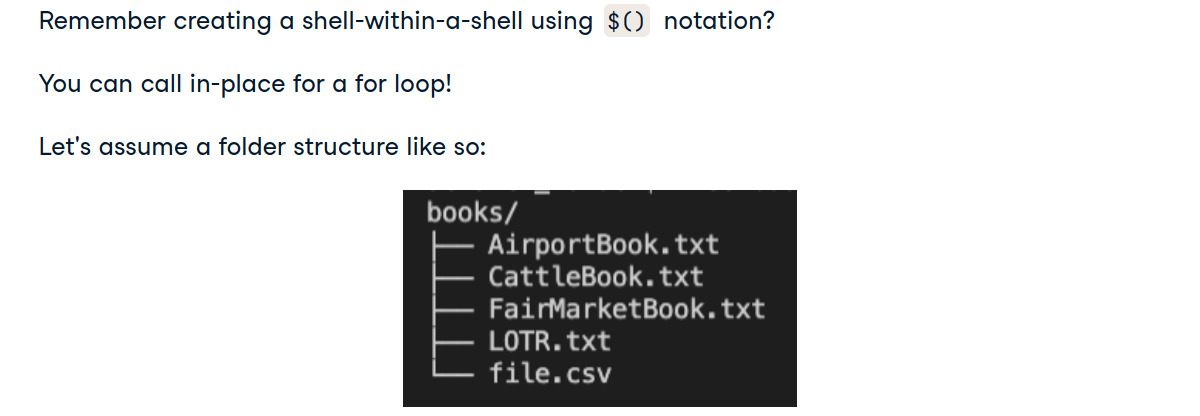 Remember creating a shell-within-a-shell using $() notation?
You can call in-place for a for loop!
Let's assume a folder structure like so:
books/
├── AirportBook.txt
├── CattleBook.txt
├── FairMarketBook.txt
├── LOTR.txt
└── file.csv